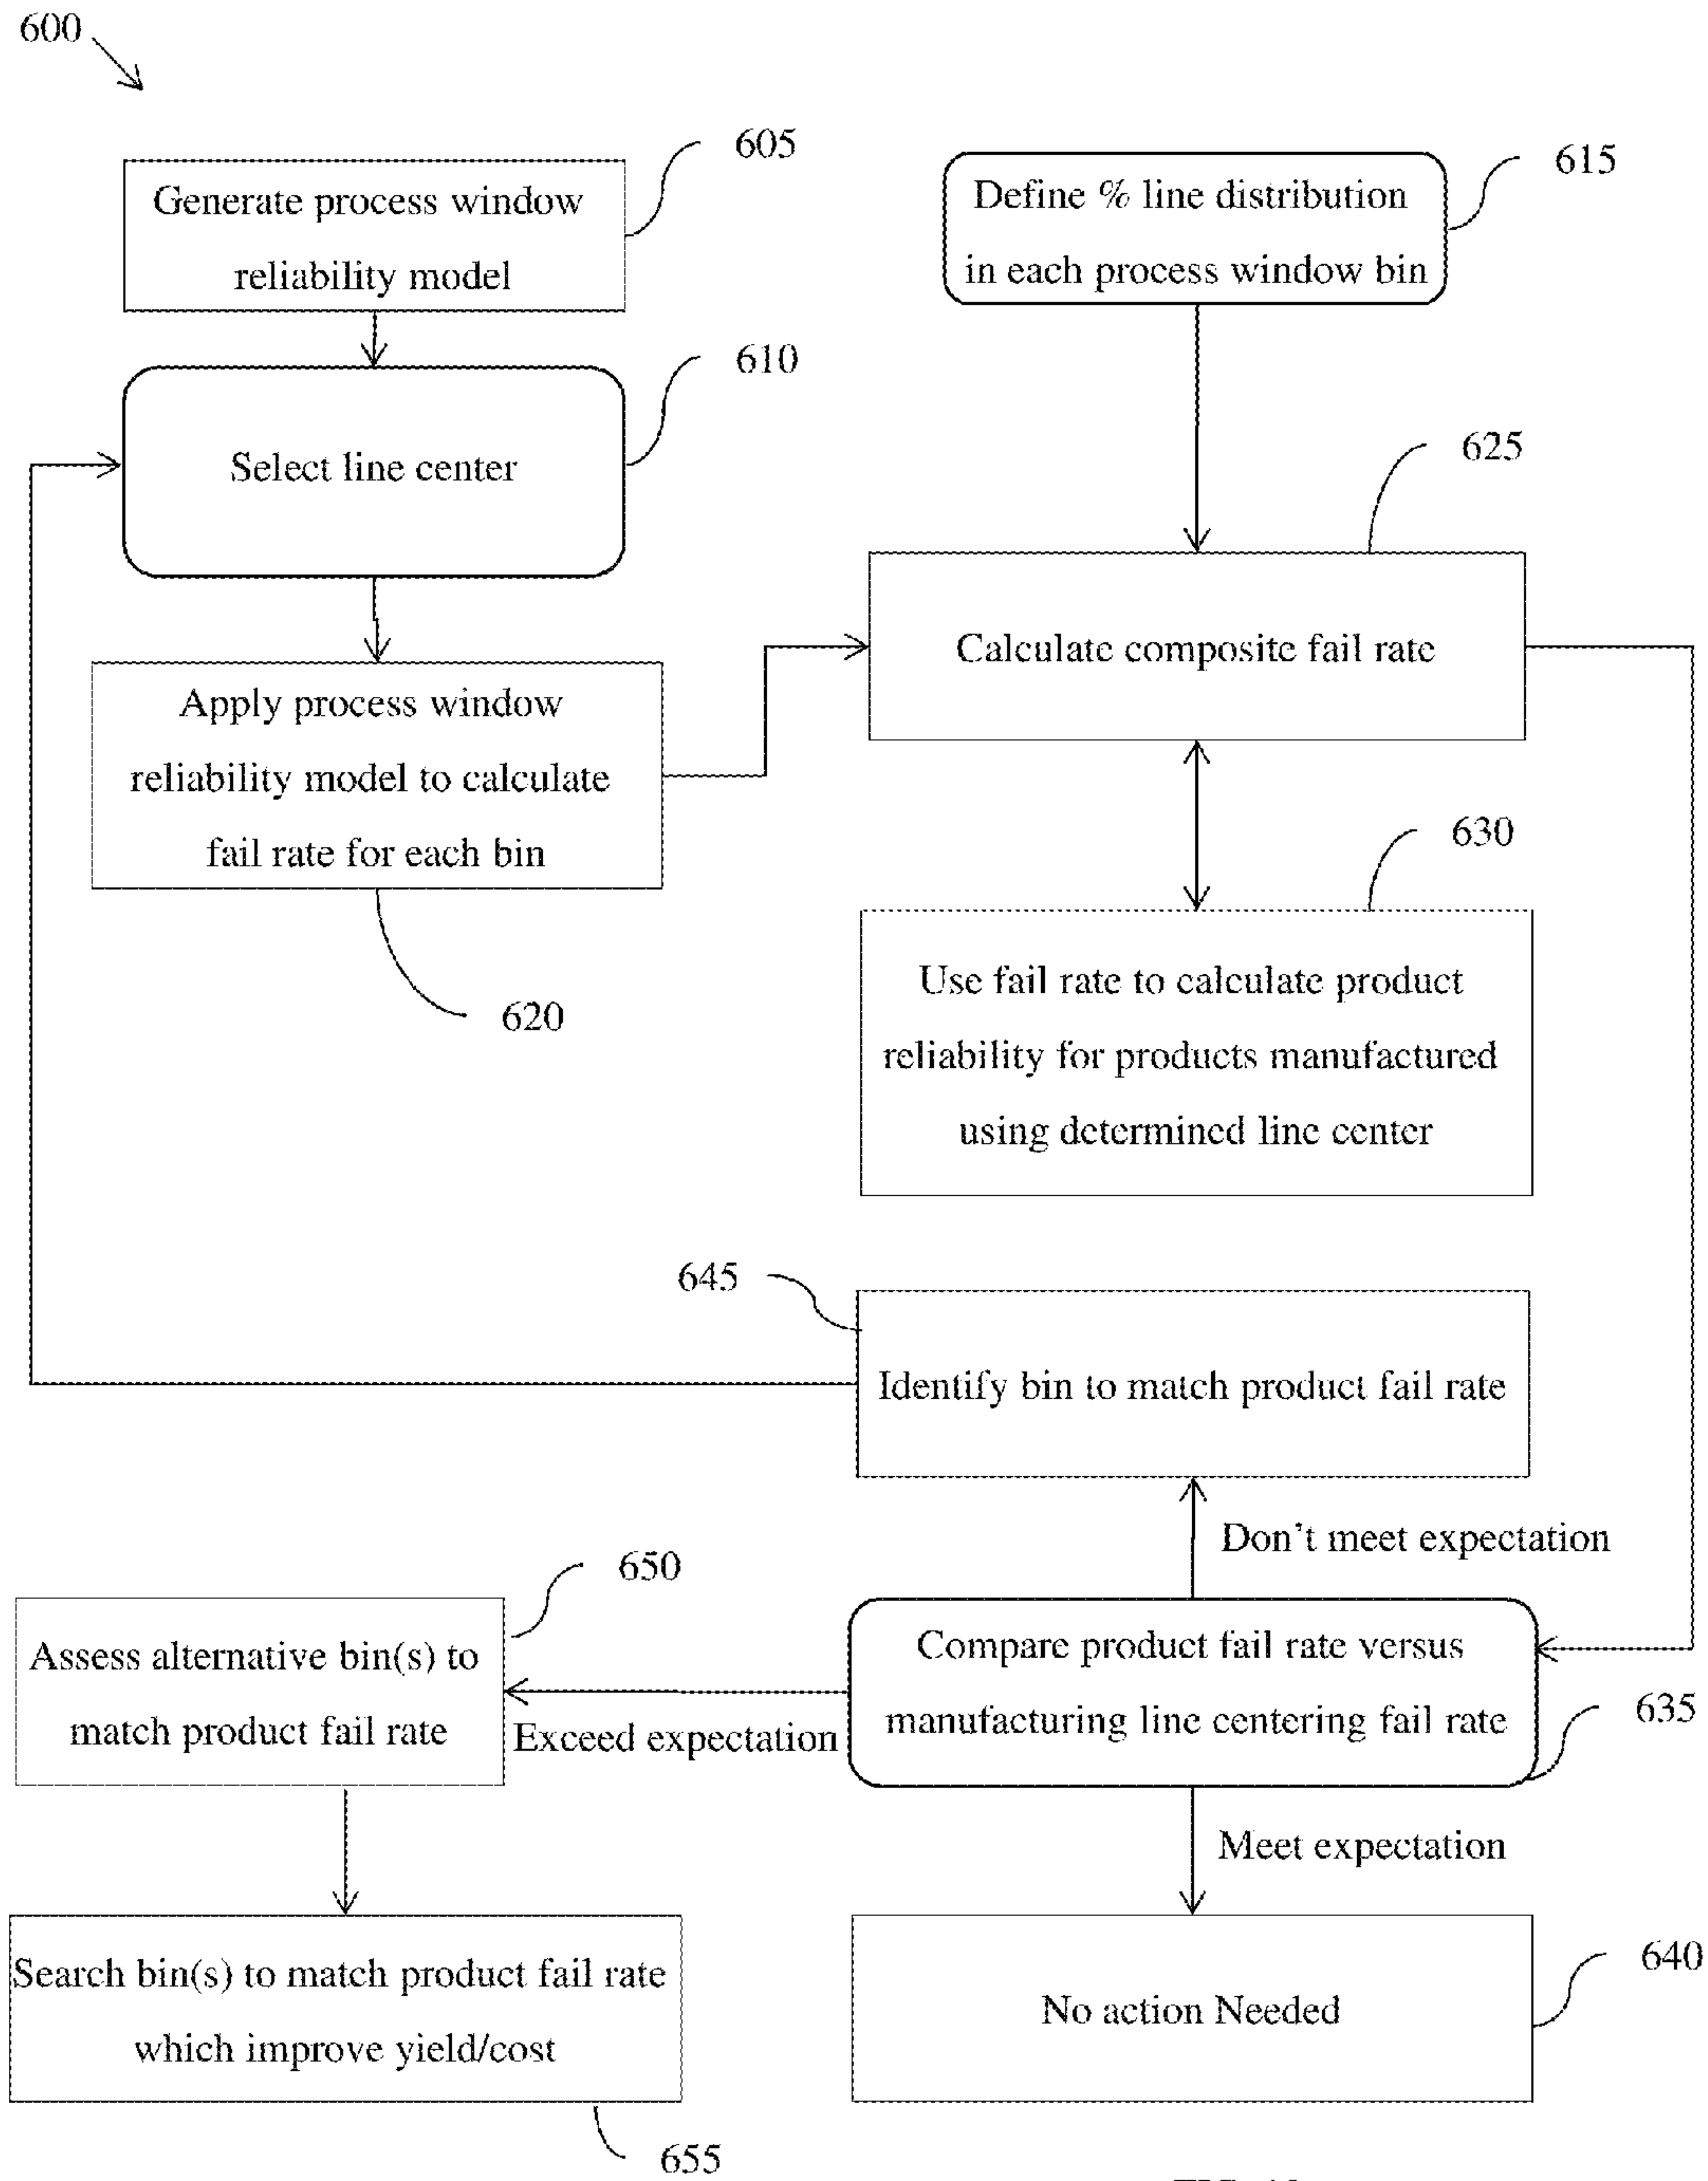 600
605
Generate process window
reliability model
615
Define % line distribution
in each process window bin
610
Select line center
625
Calculate composite fail rate
Apply process window
reliability model to calculate
fail rate for each bin
620
630
Use fail rate to calculate product
reliability for products manufactured
using determined line center
645
Identify bin to match product fail rate
Don't meet expectation
650
Assess alternative bin(s) to
match product fail rate
Exceed expectation
Compare product fail rate versus
manufacturing line centering fail rate
635
Meet expectation
Search bin(s) to match product fail rate
which improve yield/cost
655
No action Needed
640